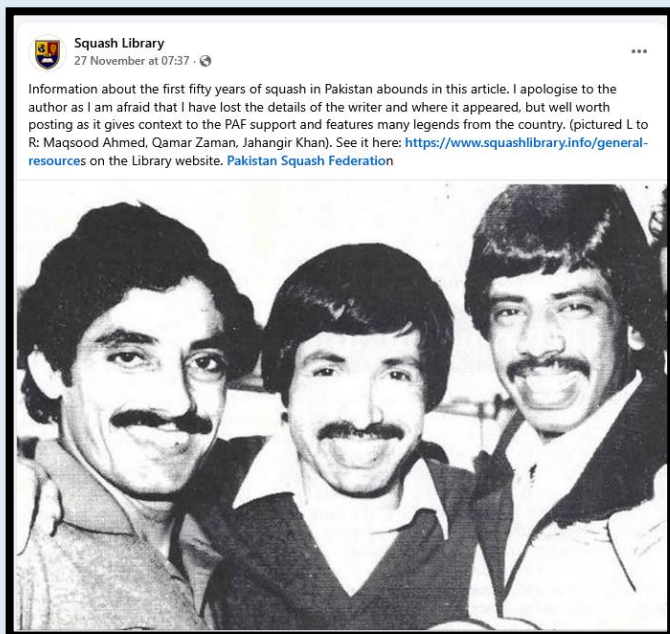 Squash Library
27 November at 07:37 ·
Information about the first fifty years of squash in Pakistan abounds in this article. I apologise to the
author as I am afraid that I have lost the details of the writer and where it appeared, but well worth
posting as it gives context to the PAF support and features many legends from the country. (pictured L to
R: Maqsood Ahmed, Qamar Zaman, Jahangir Khan). See it here: https://www.squashlibrary.info/general-
resources on the Library website. Pakistan Squash Federation